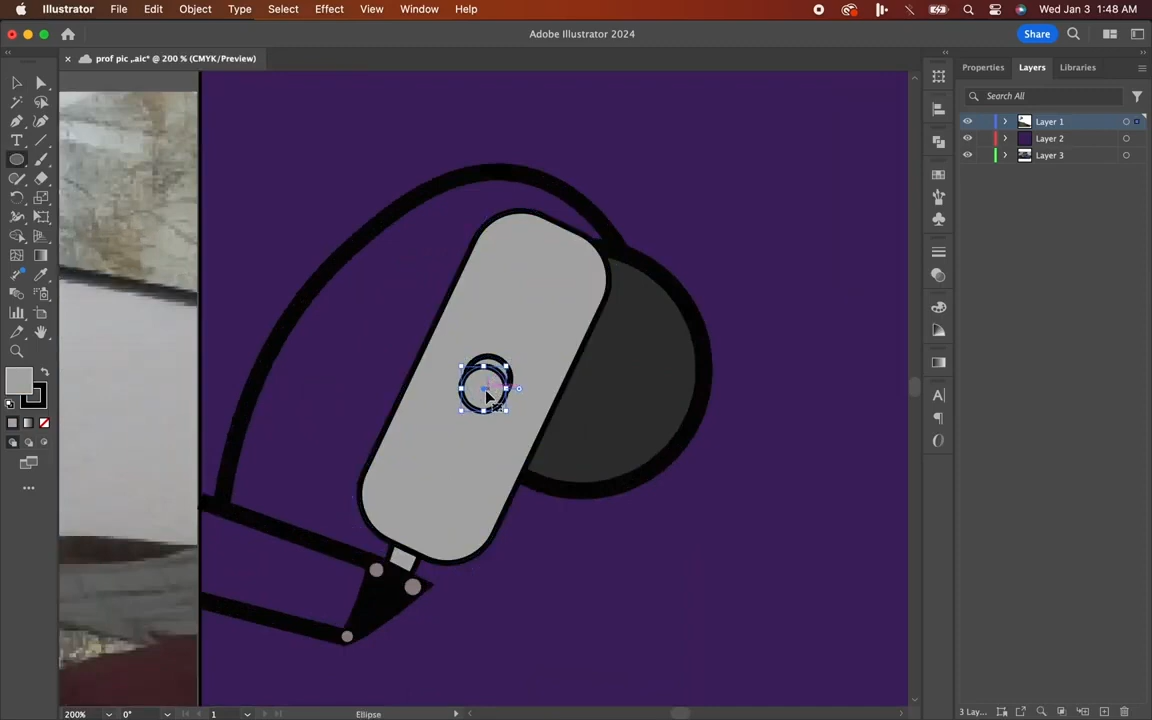 Illustrator File Edit Object Type Select Effect View Window Help Wed Jan 3 1:48 AM
Adobe Illustrator 2024 Share
× prof pic ,.aic* @ 200 % (CMYK/Preview)
Properties Layers Libraries
Search All
Layer 1
Layer 2
Layer 3
200% 0° 1 Ellipse 3 Lay...